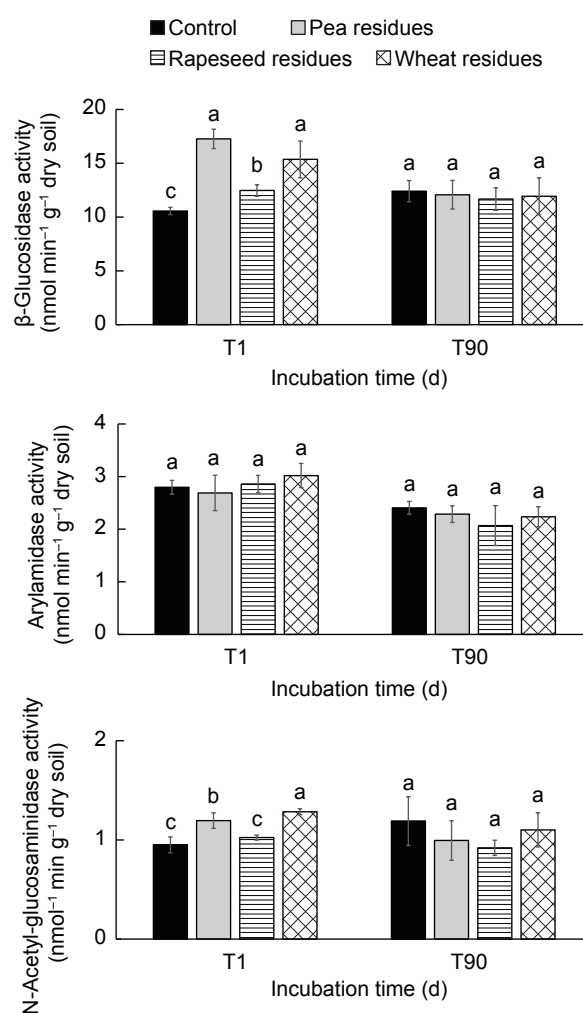 Control Pea residues
Rapeseed residues Wheat residues
β-Glucosidase activity
(nmol min⁻¹ g⁻¹ dry soil)
20
15
10
5
0
c a b a a a a a
T1 T90
Incubation time (d)
Arylamidase activity
(nmol min⁻¹ g⁻¹ dry soil)
4
3
2
1
0
a a a a a a a a
T1 T90
Incubation time (d)
N-Acetyl-glucosaminidase activity
(nmol⁻¹ min g⁻¹ dry soil)
2
1
0
c b c a a a a a
T1 T90
Incubation time (d)